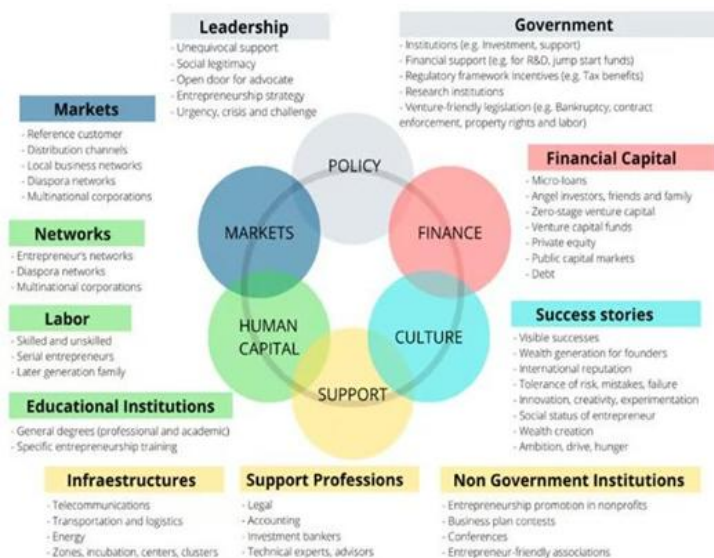 Leadership
- Unequivocal support
- Social legitimacy
- Open door for advocate
- Entrepreneurship strategy
- Urgency, crisis and challenge
Government
- Institutions (e.g. Investment, support)
- Financial support (e.g. for R&D, jump start funds)
- Regulatory framework Incentives (e.g. Tax benefits)
- Research institutions
- Venture-friendly legislation (e.g. Bankruptcy, contract
enforcement, property rights and labor)
Markets
- Reference customer
- Distribution channels
- Local business networks
- Diaspora networks
- Multinational corporations
Financial Capital
- Micro-loans
- Angel investors, friends and family
- Zero-stage venture capital
- Venture capital funds
- Private equity
- Public capital markets
- Debt
POLICY
MARKETS
FINANCE
HUMAN
CAPITAL
CULTURE
SUPPORT
Networks
- Entrepreneur's networks
- Diaspora networks
- Multinational corporations
Labor
- Skilled and unskilled
- Serial entrepreneurs
- Later generation family
Success stories
- Visible successes
- Wealth generation for founders
- International reputation
- Tolerance of risk, mistakes, failure
- Innovation, creativity, experimentation
- Social status of entrepreneur
- Wealth creation
- Ambition, drive, hunger
Educational Institutions
- General degrees (professional and academic)
- Specific entrepreneurship training
Infraestructures
- Telecommunications
- Transportation and logistics
- Energy
- Zones, incubation, centers, clusters
Support Professions
- Legal
- Accounting
- Investment bankers
- Technical experts, advisors
Non Government Institutions
- Entrepreneurship promotion in nonprofits
- Business plan contests
- Conferences
- Entrepreneur-friendly associations